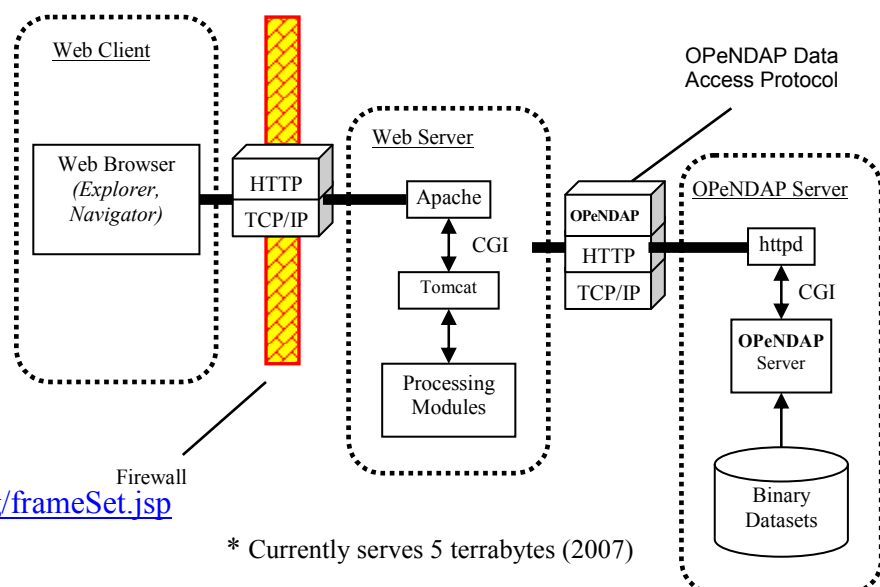 Web Client
Web Browser
(Explorer,
Navigator)
HTTP
TCP/IP
Firewall
/frameSet.jsp
Web Server
Apache
CGI
Tomcat
Processing
Modules
* Currently serves 5 terrabytes (2007)
OPeNDAP Data
Access Protocol
OPeNDAP
HTTP
TCP/IP
OPeNDAP Server
httpd
CGI
OPeNDAP
Server
Binary
Datasets